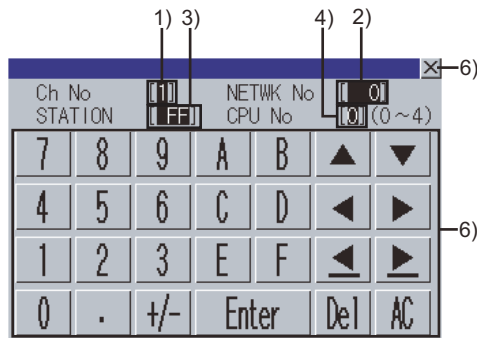 1) 3) 4) 2)
× 6)
Ch No [1] NETWK No [ 0]
STATION [ FF] CPU No [0] (0~4)
7 8 9 A B ▲ ▼
4 5 6 C D ◀ ▶
6)
1 2 3 E F ◀ ▶
0 . +/- Enter Del AC